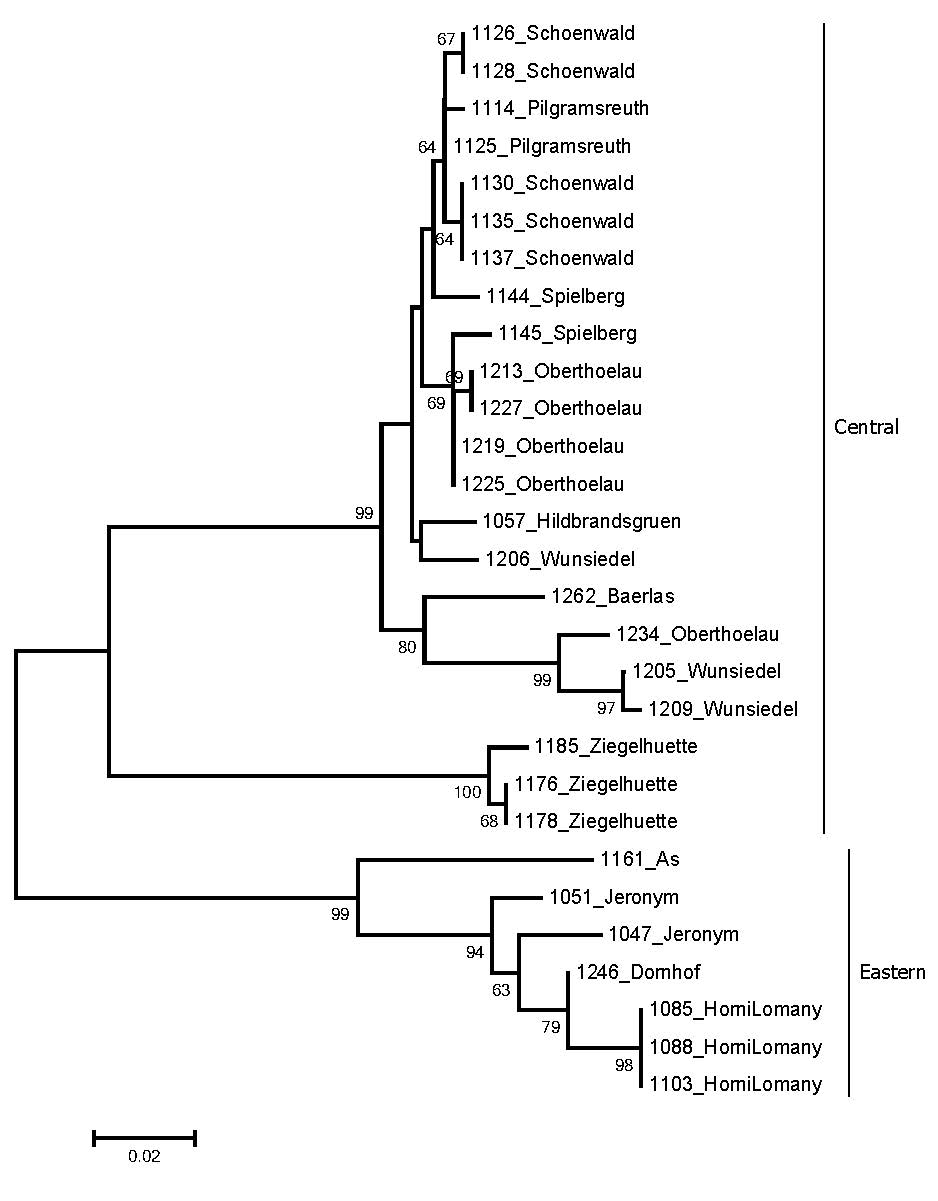 67
1126_Schoenwald
1128_Schoenwald
1114_Pilgramsreuth
64
1125_Pilgramsreuth
1130_Schoenwald
1135_Schoenwald
64
1137_Schoenwald
1144_Spielberg
1145_Spielberg
69
1213_Oberthoelau
69
1227_Oberthoelau
Central
1219_Oberthoelau
1225_Oberthoelau
99
1057_Hildbrandsgruen
1206_Wunsiedel
1262_Baerlas
80
1234_Oberthoelau
99
1205_Wunsiedel
97
1209_Wunsiedel
1185_Ziegelhuette
100
1176_Ziegelhuette
68
1178_Ziegelhuette
1161_As
99
1051_Jeronym
94
1047_Jeronym
63
1246_Dornhof
Eastern
79
1085_HorniLomany
1088_HorniLomany
98
1103_HorniLomany
0.02